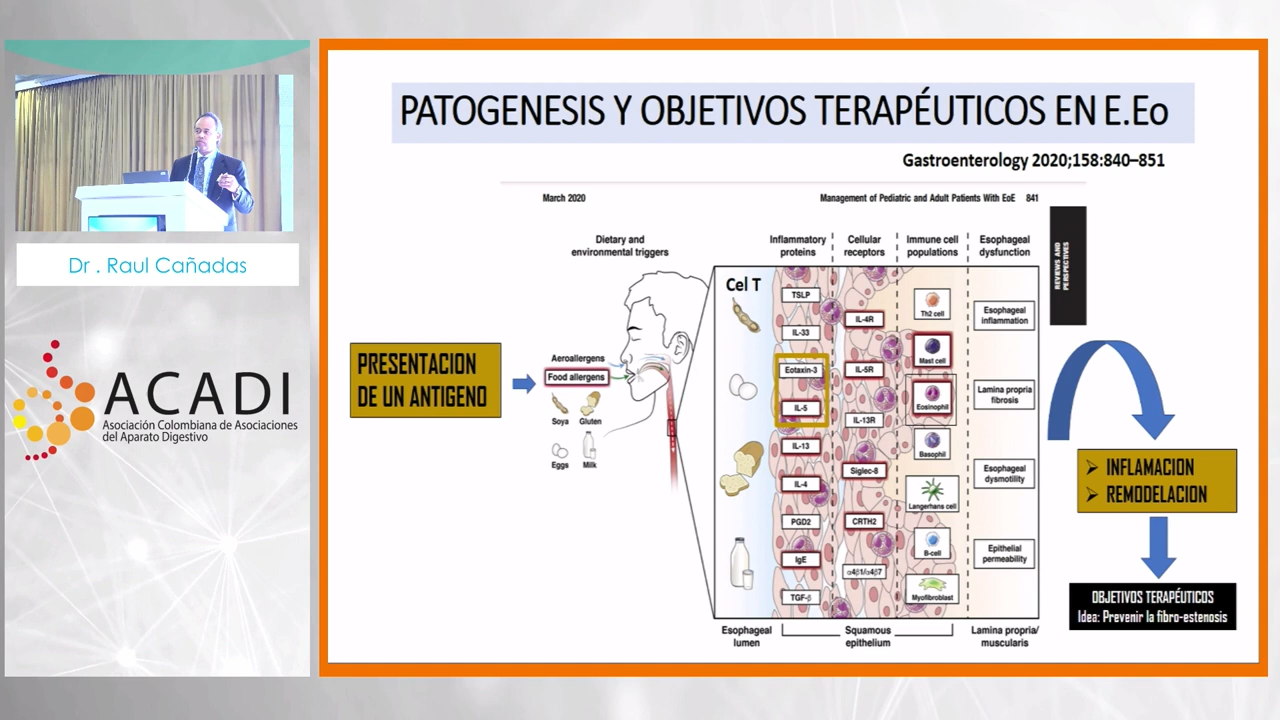 Dr . Raul Cañadas
ACADI
Asociación Colombiana de Asociaciones
del Aparato Digestivo
PATOGENESIS Y OBJETIVOS TERAPÉUTICOS EN E.Eo
Gastroenterology 2020;158:840–851
March 2020
Management of Pediatric and Adult Patients With EoE 841
REVIEWS AND
PERSPECTIVES
PRESENTACION
DE UN ANTIGENO
Dietary and
environmental triggers
Aeroallergens
Food allergens
Soya
Gluten
Eggs
Milk
Cel T
Esophageal
lumen
Inflammatory
proteins
TSLP
IL-33
Eotaxin-3
IL-5
IL-13
IL-4
PGD2
IgE
TGF-β
Cellular
receptors
IL-4R
IL-5R
IL-13R
Siglec-8
CRTH2
α4β1/α4β7
Immune cell
populations
Th2 cell
Mast cell
Eosinophil
Basophil
Langerhans cell
B-cell
Myofibroblast
Squamous
epithelium
Esophageal
dysfunction
Esophageal
inflammation
Lamina propria
fibrosis
Esophageal
dysmotility
Epithelial
permeability
Lamina propria/
muscularis
➢ INFLAMACION
➢ REMODELACION
OBJETIVOS TERAPÉUTICOS
Idea: Prevenir la fibro-estenosis